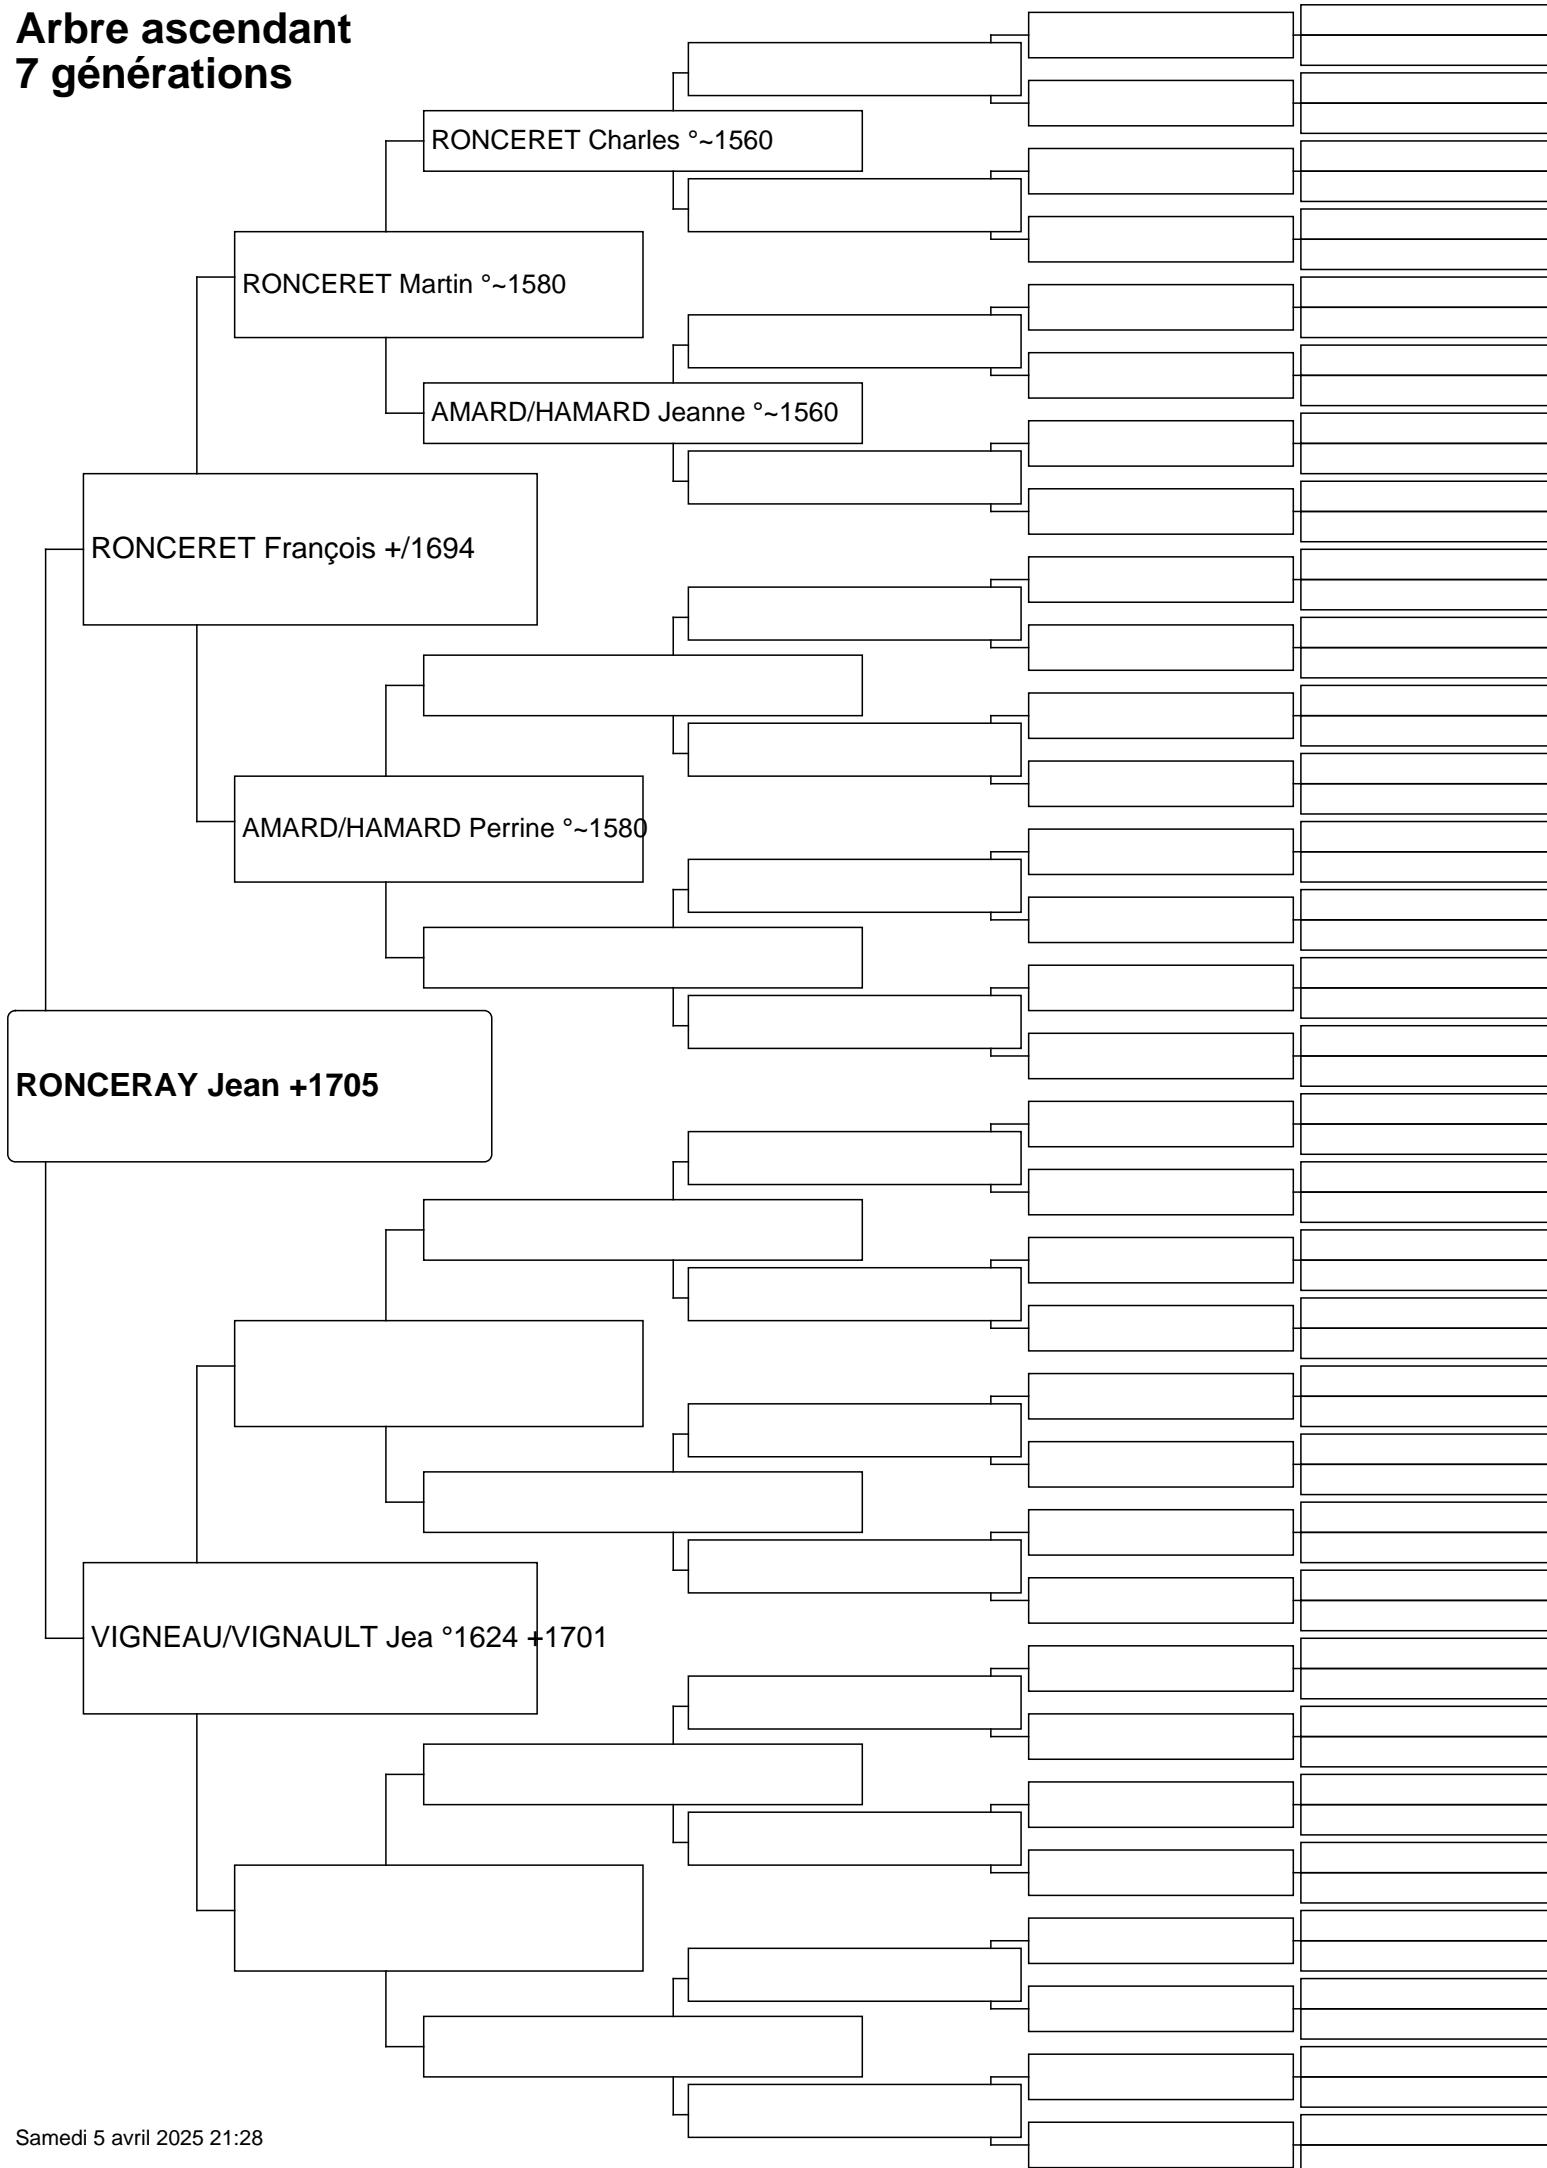 Arbre ascendant
7 générations
RONCERET Charles °~1560
RONCERET Martin °~1580
AMARD/HAMARD Jeanne °~1560
RONCERET François +/1694
AMARD/HAMARD Perrine °~1580
RONCERAY Jean +1705
VIGNEAU/VIGNAULT Jea °1624 +1701
Samedi 5 avril 2025 21:28